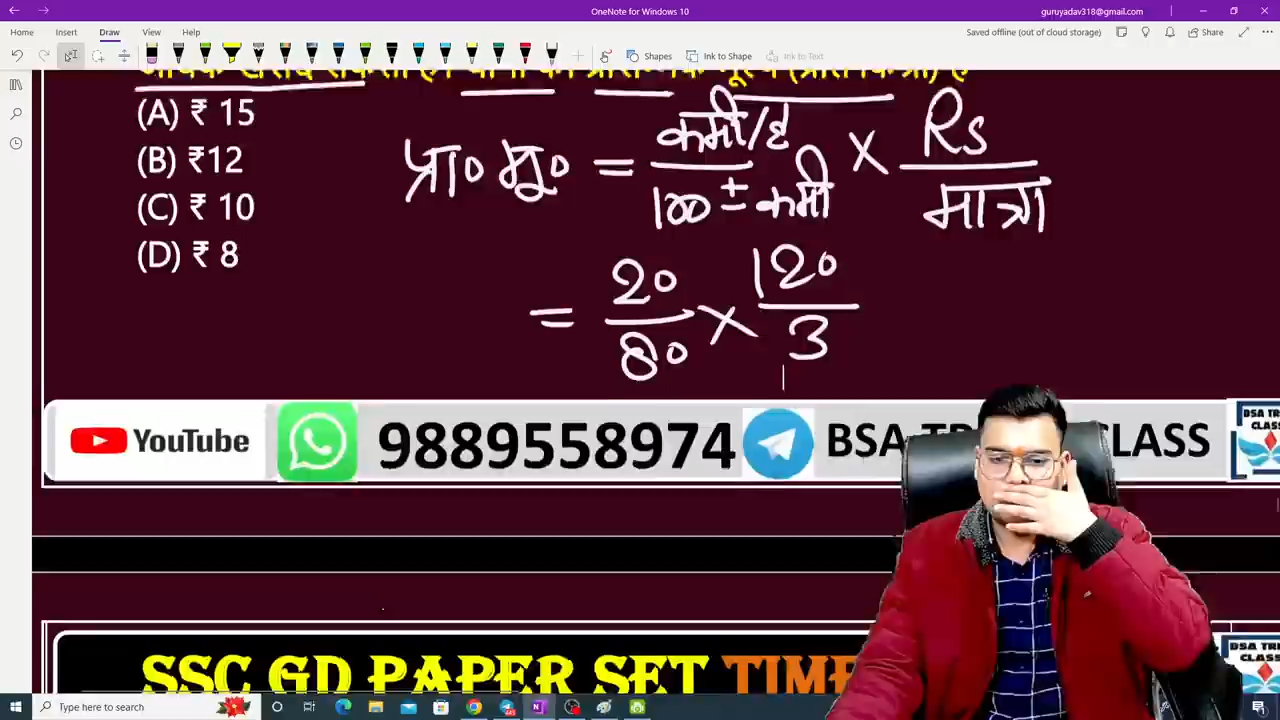 OneNote for Windows 10
guruyadav318@gmail.com
Home Insert Draw View Help
Saved offline (out of cloud storage) Share
Shapes Ink to Shape Ink to Text
(A) ₹ 15
(B) ₹12
(C) ₹ 10
(D) ₹ 8
प्रा० मू० = कमी/है / 100 ± कमी × Rs / मात्रा
= 20/80 × 120/3
YouTube 9889558974 BSA CLASS
SSC GD PAPER SET TIME
Type here to search